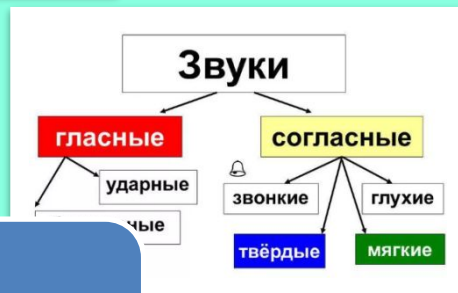 Звуки
гласные
согласные
ударные
звонкие
глухие
твёрдые
мягкие